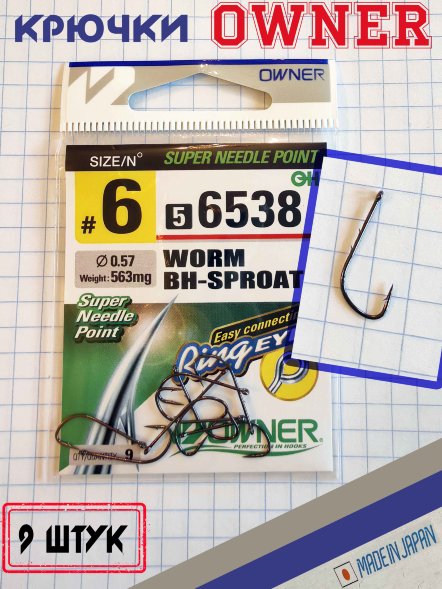 КРЮЧКИ OWNER
OWNER
SIZE/N° SUPER NEEDLE POINT
#6
5 6538
Ø 0.57
Weight: 563mg
WORM
BH-SPROAT
Super
Needle
Point
Easy connect
Ring EY
OWNER
PERFECTION IN HOOKS
9
9 ШТУК
MADE IN JAPAN